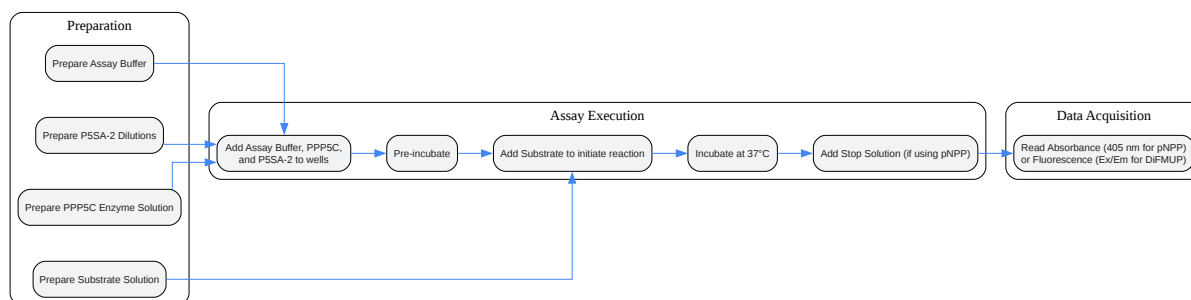 Preparation
Prepare Assay Buffer
Prepare P5SA-2 Dilutions
Prepare PPP5C Enzyme Solution
Prepare Substrate Solution
Assay Execution
Add Assay Buffer, PPP5C,
and P5SA-2 to wells
Pre-incubate
Add Substrate to initiate reaction
Incubate at 37°C
Add Stop Solution (if using pNPP)
Data Acquisition
Read Absorbance (405 nm for pNPP)
or Fluorescence (Ex/Em for DiFMUP)